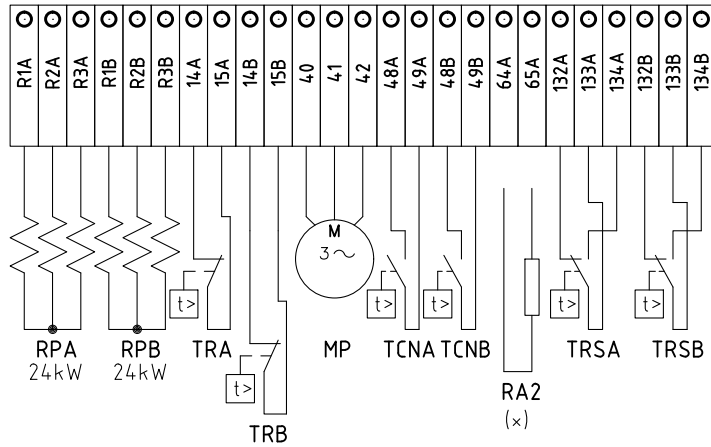 R1A R2A R3A R1B R2B R3B 14A 15A 14B 15B 40 41 42 48A 49A 48B 49B 64A 65A 132A 133A 134A 132B 133B 134B
M
3~
t> t> t> t> t>
t>
RPA RPB TRA MP TCNA TCNB TRSA TRSB
24kW 24kW
RA2
(x)
TRB